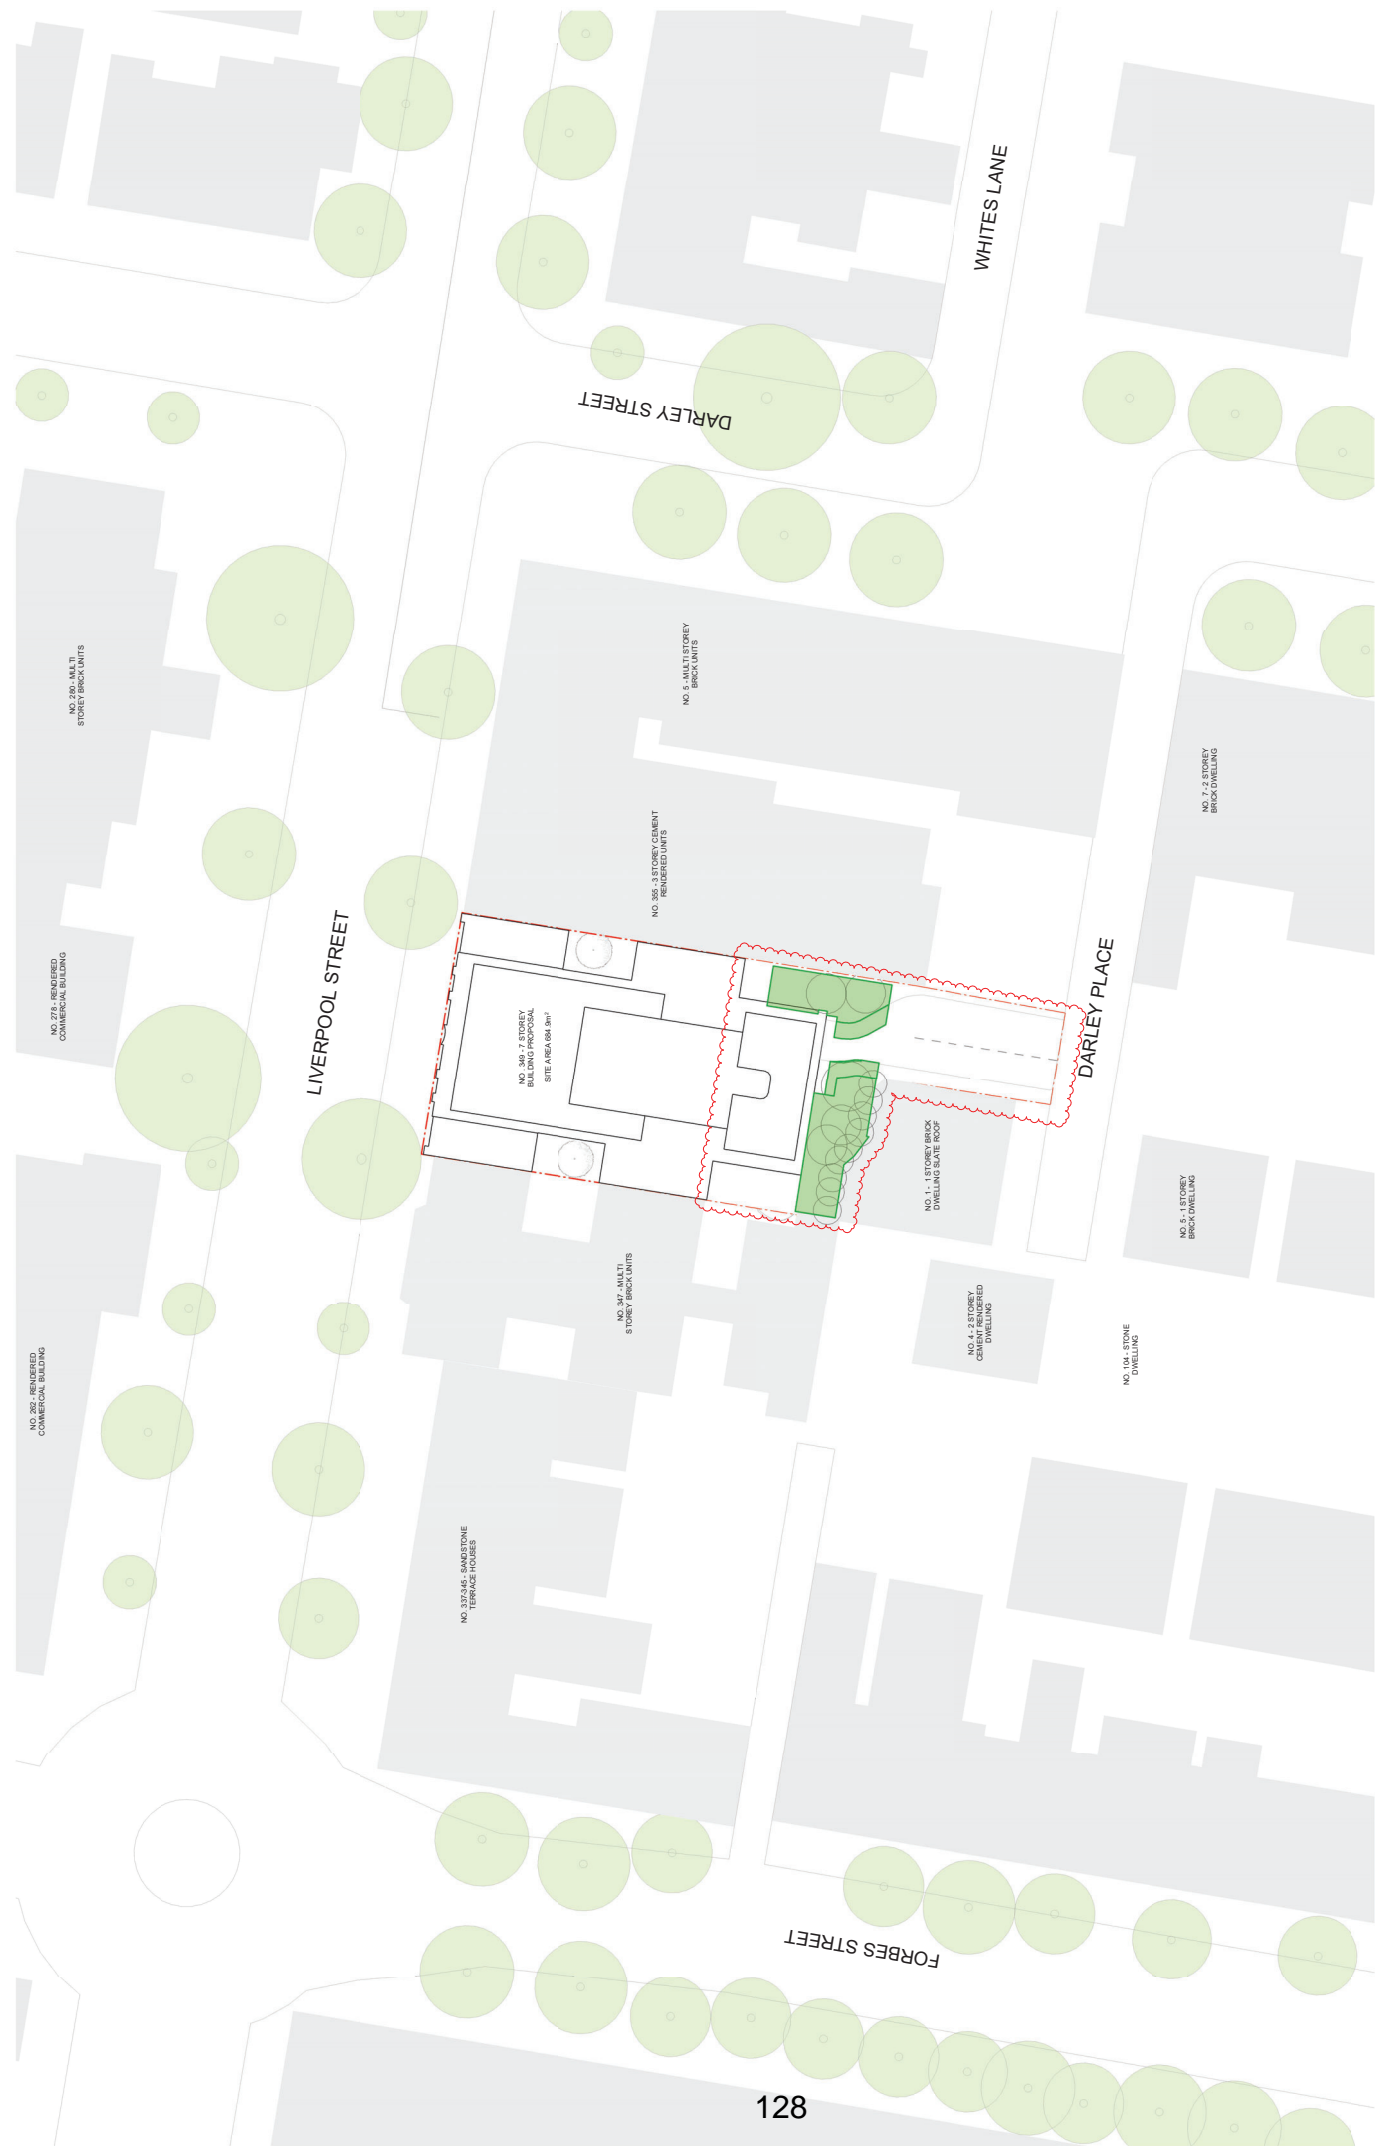 WHITES LANE
DARLEY STREET
NO. 280 - MULTI
STOREY BRICK UNITS
NO. 5 - MULTI STOREY
BRICK UNITS
NO. 7 - 2 STOREY
BRICK DWELLING
NO. 355 - 3 STOREY CEMENT
RENDERED UNITS
NO. 278 - RENDERED
COMMERCIAL BUILDING
LIVERPOOL STREET
NO. 349 - 7 STOREY
BUILDING PROPOSAL
SITE AREA 684.9m²
DARLEY PLACE
NO. 1 - 1 STOREY BRICK
DWELLING SLATE ROOF
NO. 5 - 1 STOREY
BRICK DWELLING
NO. 347 - MULTI
STOREY BRICK UNITS
NO. 4 - 2 STOREY
CEMENT RENDERED
DWELLING
NO. 104 - STONE
DWELLING
NO. 262 - RENDERED
COMMERCIAL BUILDING
NO. 337-345 - SANDSTONE
TERRACE HOUSES
FORBES STREET
128